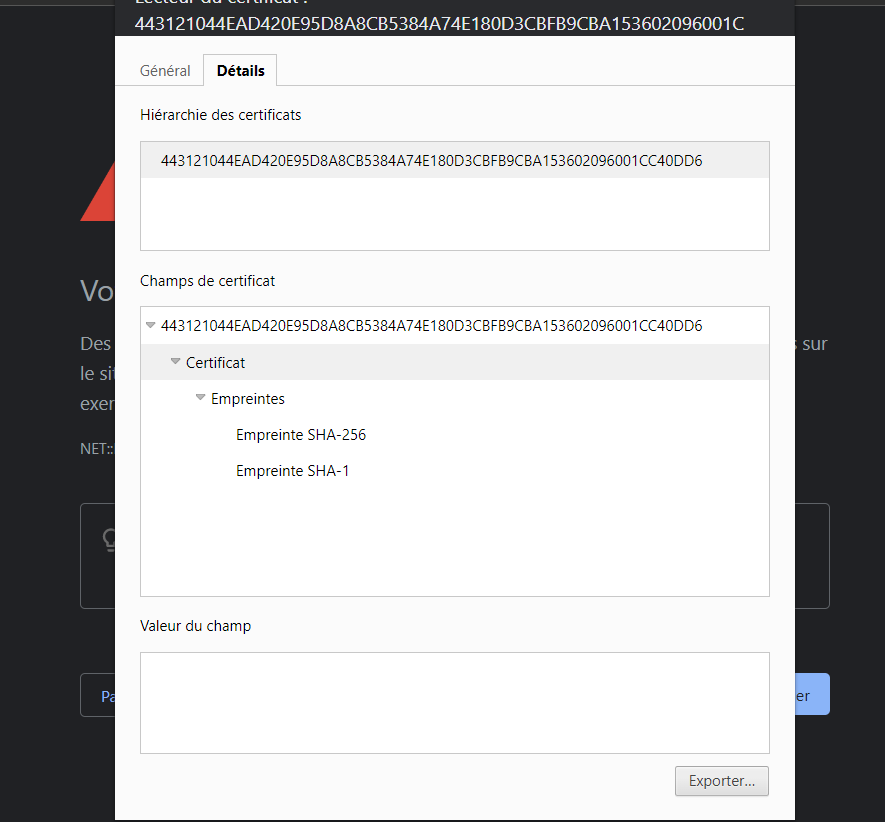 Lecteur du certificat :
443121044EAD420E95D8A8CB5384A74E180D3CBFB9CBA153602096001C
Général
Détails
Hiérarchie des certificats
443121044EAD420E95D8A8CB5384A74E180D3CBFB9CBA153602096001CC40DD6
Champs de certificat
443121044EAD420E95D8A8CB5384A74E180D3CBFB9CBA153602096001CC40DD6
Certificat
Empreintes
Empreinte SHA-256
Empreinte SHA-1
Valeur du champ
Exporter...
Vo
Des
sur
le sit
exer
NET::
Pa
er